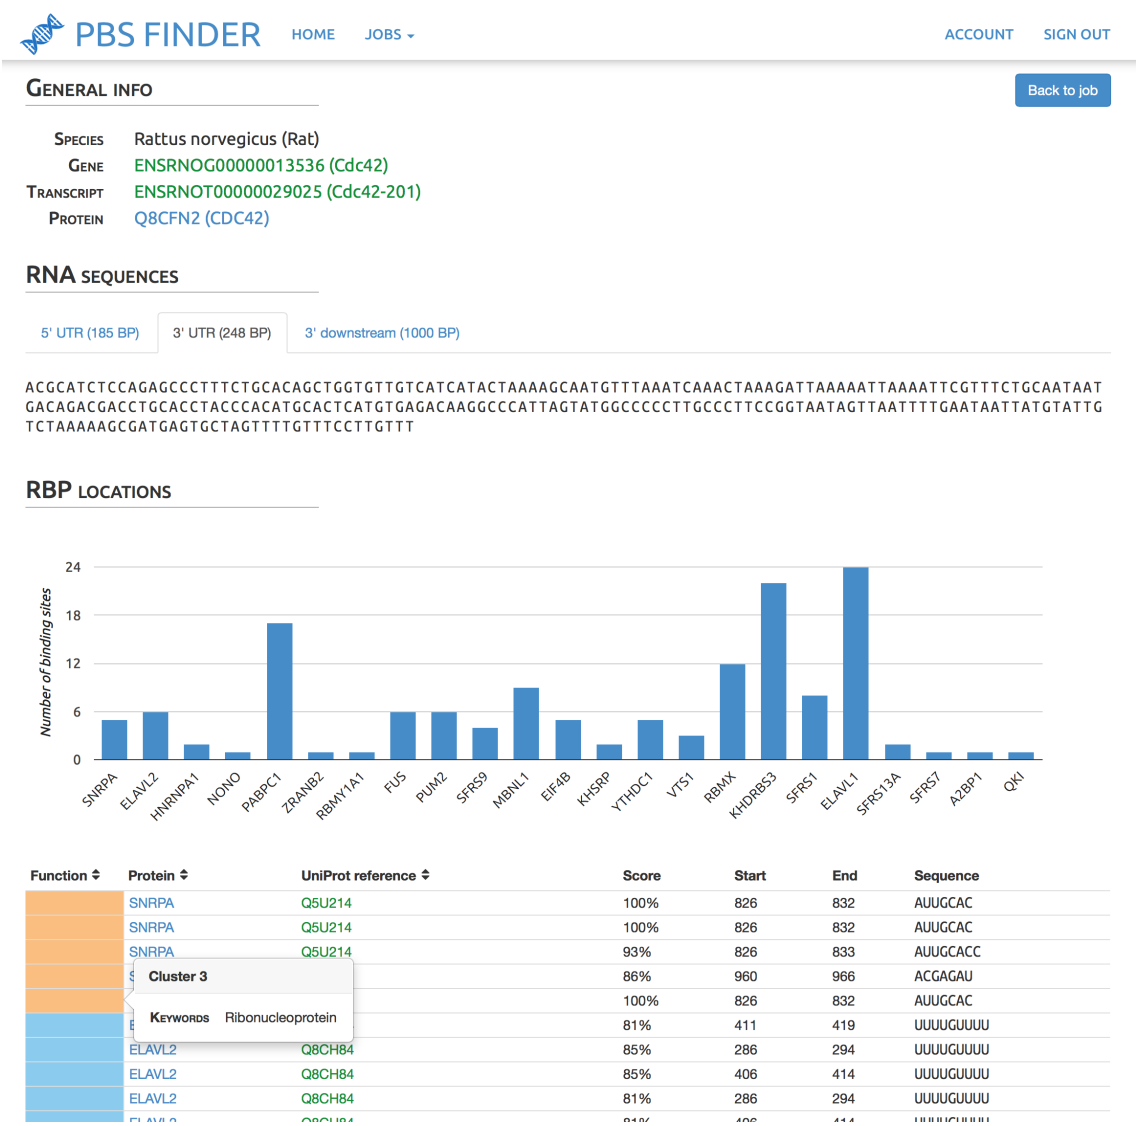 PBS FINDER HOME JOBS ACCOUNT SIGN OUT
GENERAL INFO Back to job
SPECIES Rattus norvegicus (Rat)
GENE ENSRNOG00000013536 (Cdc42)
TRANSCRIPT ENSRNOT00000029025 (Cdc42-201)
PROTEIN Q8CFN2 (CDC42)
RNA SEQUENCES
5' UTR (185 BP) 3' UTR (248 BP) 3' downstream (1000 BP)
ACGCATCTCCAGAGCCCTTTCTGCACAGCTGGTGTTGTCATCATACTAAAAGCAATGTTTAAATCAAACTAAAGATTAAAAATTAAAATTCGTTTCTGCAATAAT
GACAGACGACCTGCACCTACCCACATGCACTCATGTGAGACAAGGCCCATTAGTATGGCCCCCTTGCCCTTCCGGTAATAGTTAATTTTGAATAATTATGTATTG
TCTAAAAAGCGATGAGTGCTAGTTTTGTTTCCTTGTTT
RBP LOCATIONS
Number of binding sites
24
18
12
6
0
SNRPA ELAVL2 HNRNPA1 NONO PABPC1 ZRANB2 RBMY1A1 FUS PUM2 SFRS9 MBNL1 EIF4B KHSRP YTHDC1 VTS1 RBMX KHDRBS3 SFRS1 ELAVL1 SFRS13A SFRS7 A2BP1 QKI
Function Protein UniProt reference Score Start End Sequence
SNRPA Q5U214 100% 826 832 AUUGCAC
SNRPA Q5U214 100% 826 832 AUUGCAC
SNRPA Q5U214 93% 826 833 AUUGCACC
Cluster 3 86% 960 966 ACGAGAU
100% 826 832 AUUGCAC
KEYWORDS Ribonucleoprotein 81% 411 419 UUUUGUUUU
ELAVL2 Q8CH84 85% 286 294 UUUUGUUUU
ELAVL2 Q8CH84 85% 406 414 UUUUGUUUU
ELAVL2 Q8CH84 81% 286 294 UUUUGUUUU
ELAVL2 Q8CH84 81% 406 414 UUUUGUUUU